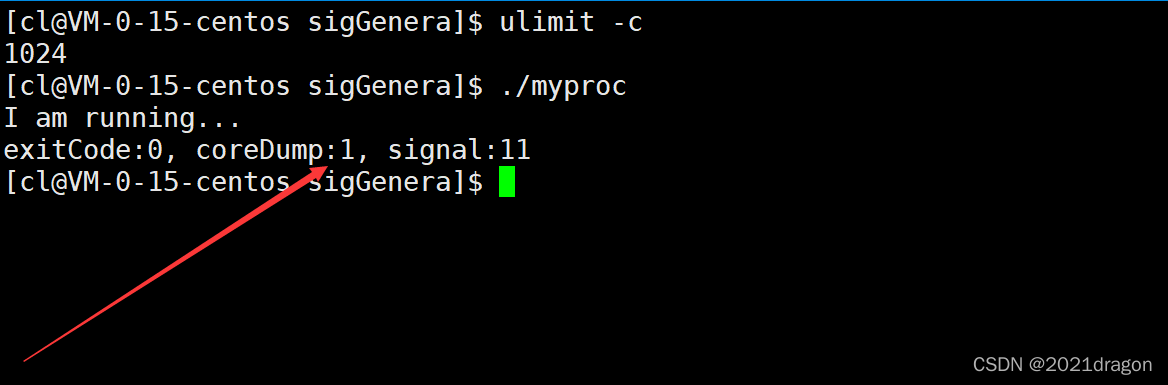 [cl@VM-0-15-centos sigGenera]$ ulimit -c
1024
[cl@VM-0-15-centos sigGenera]$ ./myproc
I am running...
exitCode:0, coreDump:1, signal:11
[cl@VM-0-15-centos sigGenera]$
CSDN @2021dragon